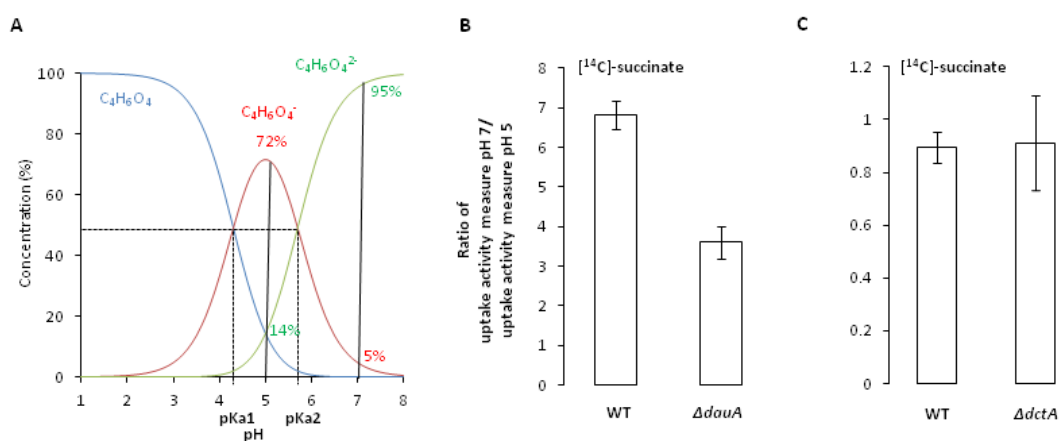 A
C₄H₆O₄²⁻
100
C₄H₆O₄
95%
C₄H₆O₄⁻
80
72%
60
40
20
14%
5%
0
Concentration (%)
1 2 3 4 5 6 7 8
pKa1 pKa2
pH
B
[¹⁴C]-succinate
8
7
6
5
4
3
2
1
0
Ratio of
uptake activity measure pH 7/
uptake activity measure pH 5
WT ΔdauA
C
[¹⁴C]-succinate
1.2
1
0.8
0.6
0.4
0.2
0
WT ΔdctA